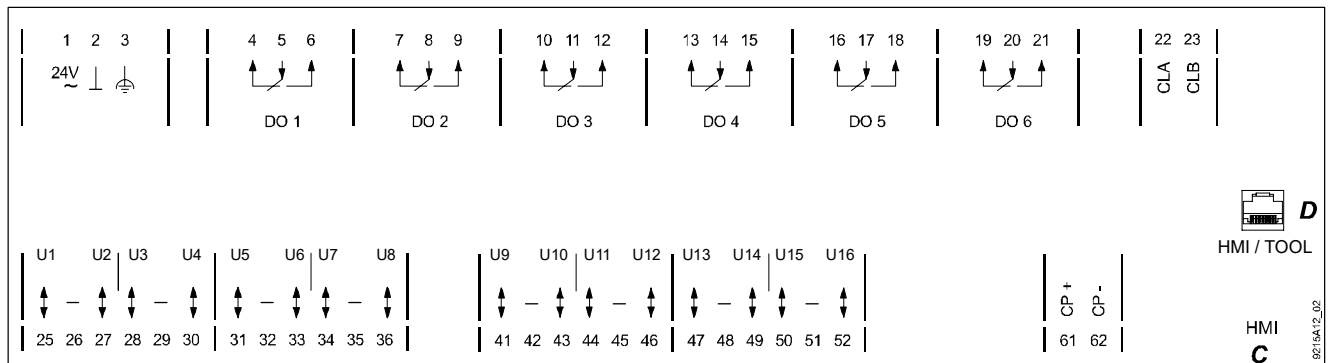 1 2 3 4 5 6 7 8 9 10 11 12 13 14 15 16 17 18 19 20 21 22 23
24V ~ CLA CLB
DO 1 DO 2 DO 3 DO 4 DO 5 DO 6
D
HMI / TOOL
U1 U2 U3 U4 U5 U6 U7 U8 U9 U10 U11 U12 U13 U14 U15 U16
– – – – – – – – CP + CP -
25 26 27 28 29 30 31 32 33 34 35 36 41 42 43 44 45 46 47 48 49 50 51 52 61 62
HMI
C
9215A12_02